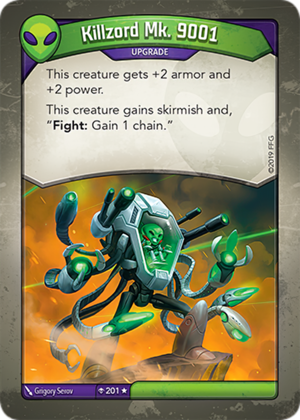 Killzord Mk. 9001
UPGRADE
This creature gets +2 armor and
+2 power.
This creature gains skirmish and,
“Fight: Gain 1 chain.”
©2019 FFG
Grigory Serov
201